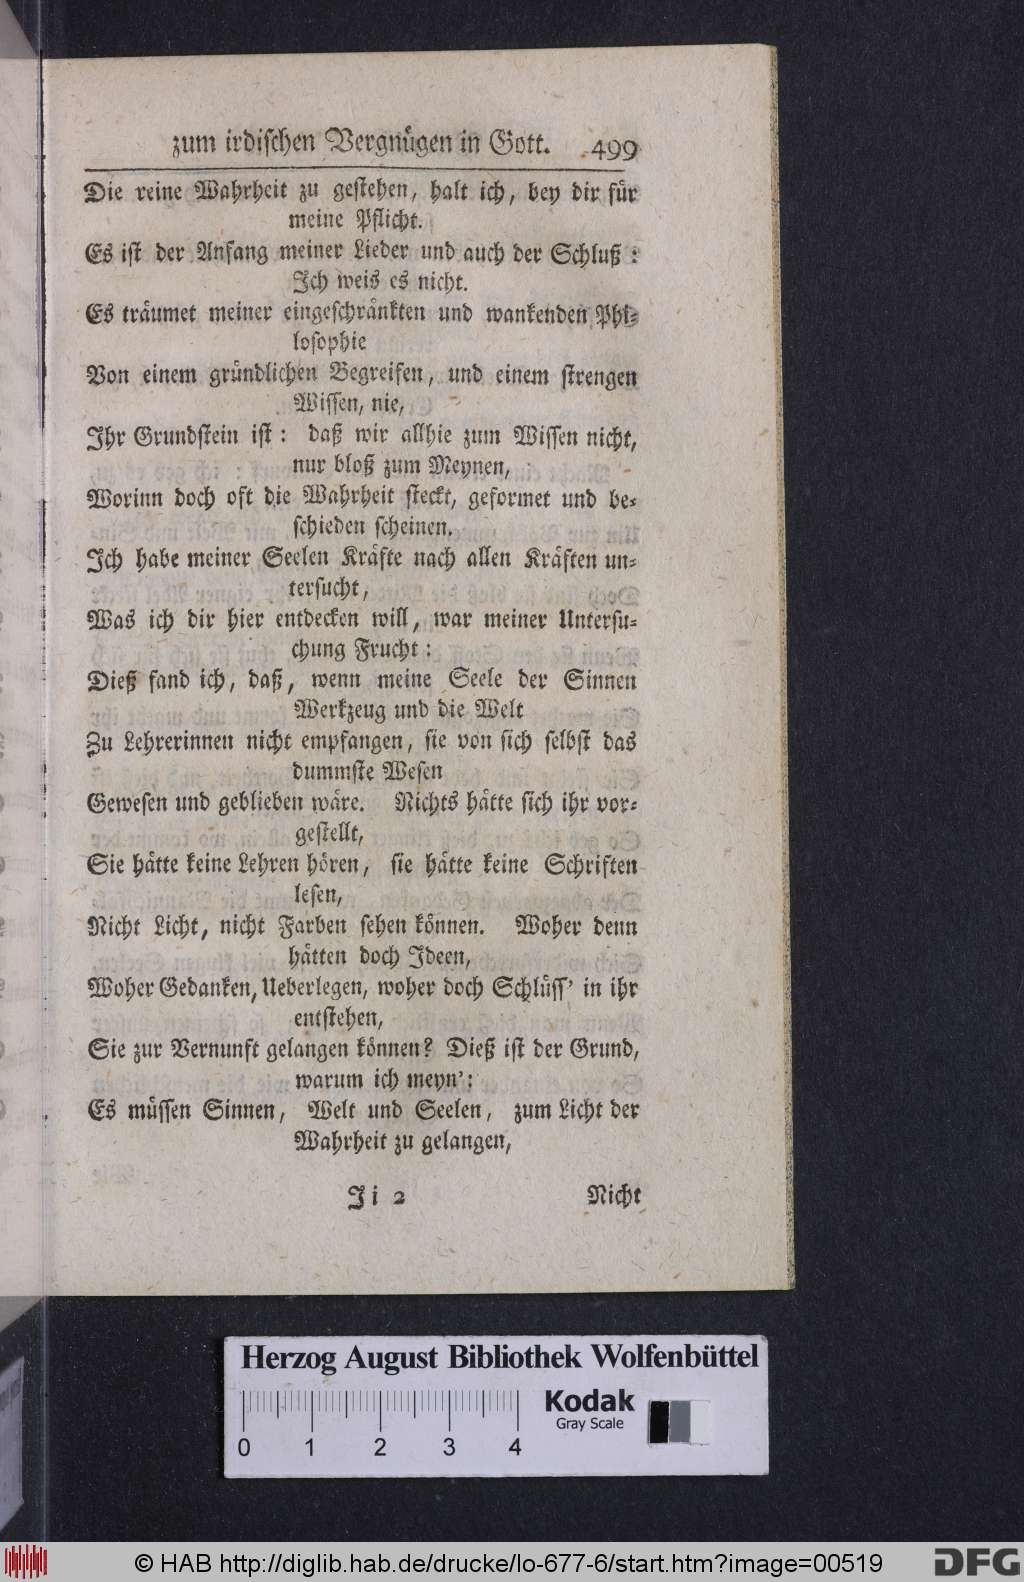 zum irdischen Vergnügen in Gott. 499
Die reine Wahrheit zu gestehen, halt ich, bey dir für
meine Pflicht.
Es ist der Anfang meiner Lieder und auch der Schluß:
Ich weis es nicht.
Es träumet meiner eingeschränkten und wankenden Phi-
losophie
Von einem gründlichen Begreifen, und einem strengen
Wissen, nie,
Ihr Grundstein ist: daß wir allhie zum Wissen nicht,
nur bloß zum Meynen,
Worinn doch oft die Wahrheit steckt, geformet und be-
schieden scheinen.
Ich habe meiner Seelen Kräfte nach allen Kräften un-
tersucht,
Was ich dir hier entdecken will, war meiner Untersu-
chung Frucht:
Dieß fand ich, daß, wenn meine Seele der Sinnen
Werkzeug und die Welt
Zu Lehrerinnen nicht empfangen, sie von sich selbst das
dummste Wesen
Gewesen und geblieben wäre. Nichts hätte sich ihr vor-
gestellt,
Sie hätte keine Lehren hören, sie hätte keine Schriften
lesen,
Nicht Licht, nicht Farben sehen können. Woher denn
hätten doch Ideen,
Woher Gedanken, Ueberlegen, woher doch Schlüss' in ihr
entstehen,
Sie zur Vernunft gelangen können? Dieß ist der Grund,
warum ich meyn':
Es müssen Sinnen, Welt und Seelen, zum Licht der
Wahrheit zu gelangen,
Ji 2 Nicht
Herzog August Bibliothek Wolfenbüttel
Kodak
Gray Scale
0 1 2 3 4
© HAB http://diglib.hab.de/drucke/lo-677-6/start.htm?image=00519
DFG